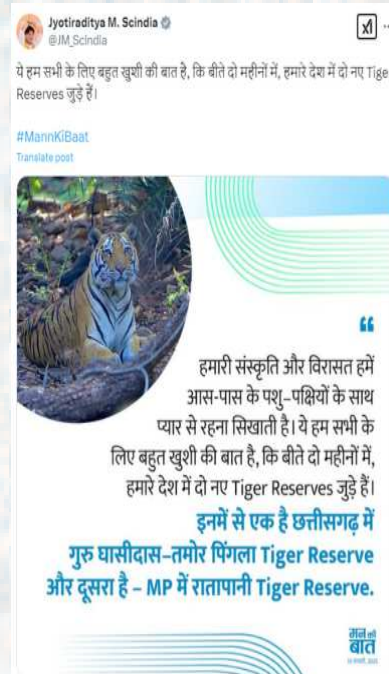 Jyotiraditya M. Scindia
@JM_Scindia
ये हम सभी के लिए बहुत खुशी की बात है, कि बीते दो महीनों में, हमारे देश में दो नए Tige
Reserves जुड़े हैं।
#MannKiBaat
Translate post
“
हमारी संस्कृति और विरासत हमें
आस-पास के पशु–पक्षियों के साथ
प्यार से रहना सिखाती है। ये हम सभी के
लिए बहुत खुशी की बात है, कि बीते दो महीनों में,
हमारे देश में दो नए Tiger Reserves जुड़े हैं।
इनमें से एक है छत्तीसगढ़ में
गुरु घासीदास–तमोर पिंगला Tiger Reserve
और दूसरा है – MP में रातापानी Tiger Reserve.
मन की
बात